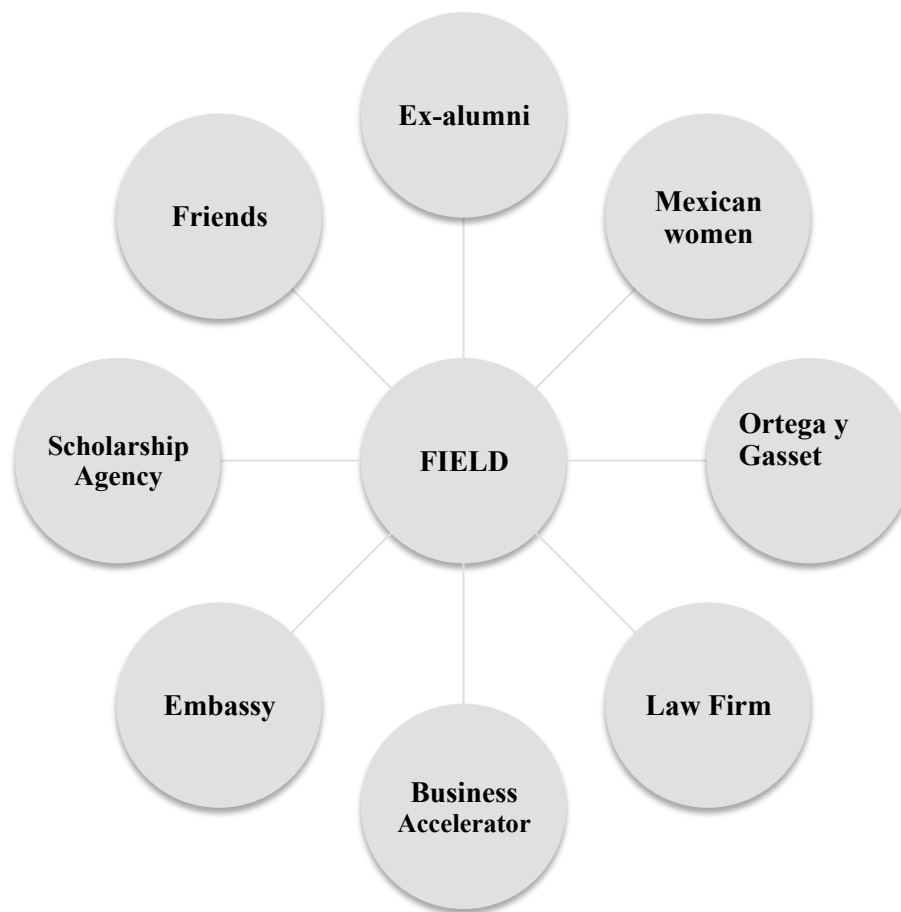 Ex-alumni
Friends
Mexican
women
Scholarship
Agency
FIELD
Ortega y
Gasset
Embassy
Law Firm
Business
Accelerator